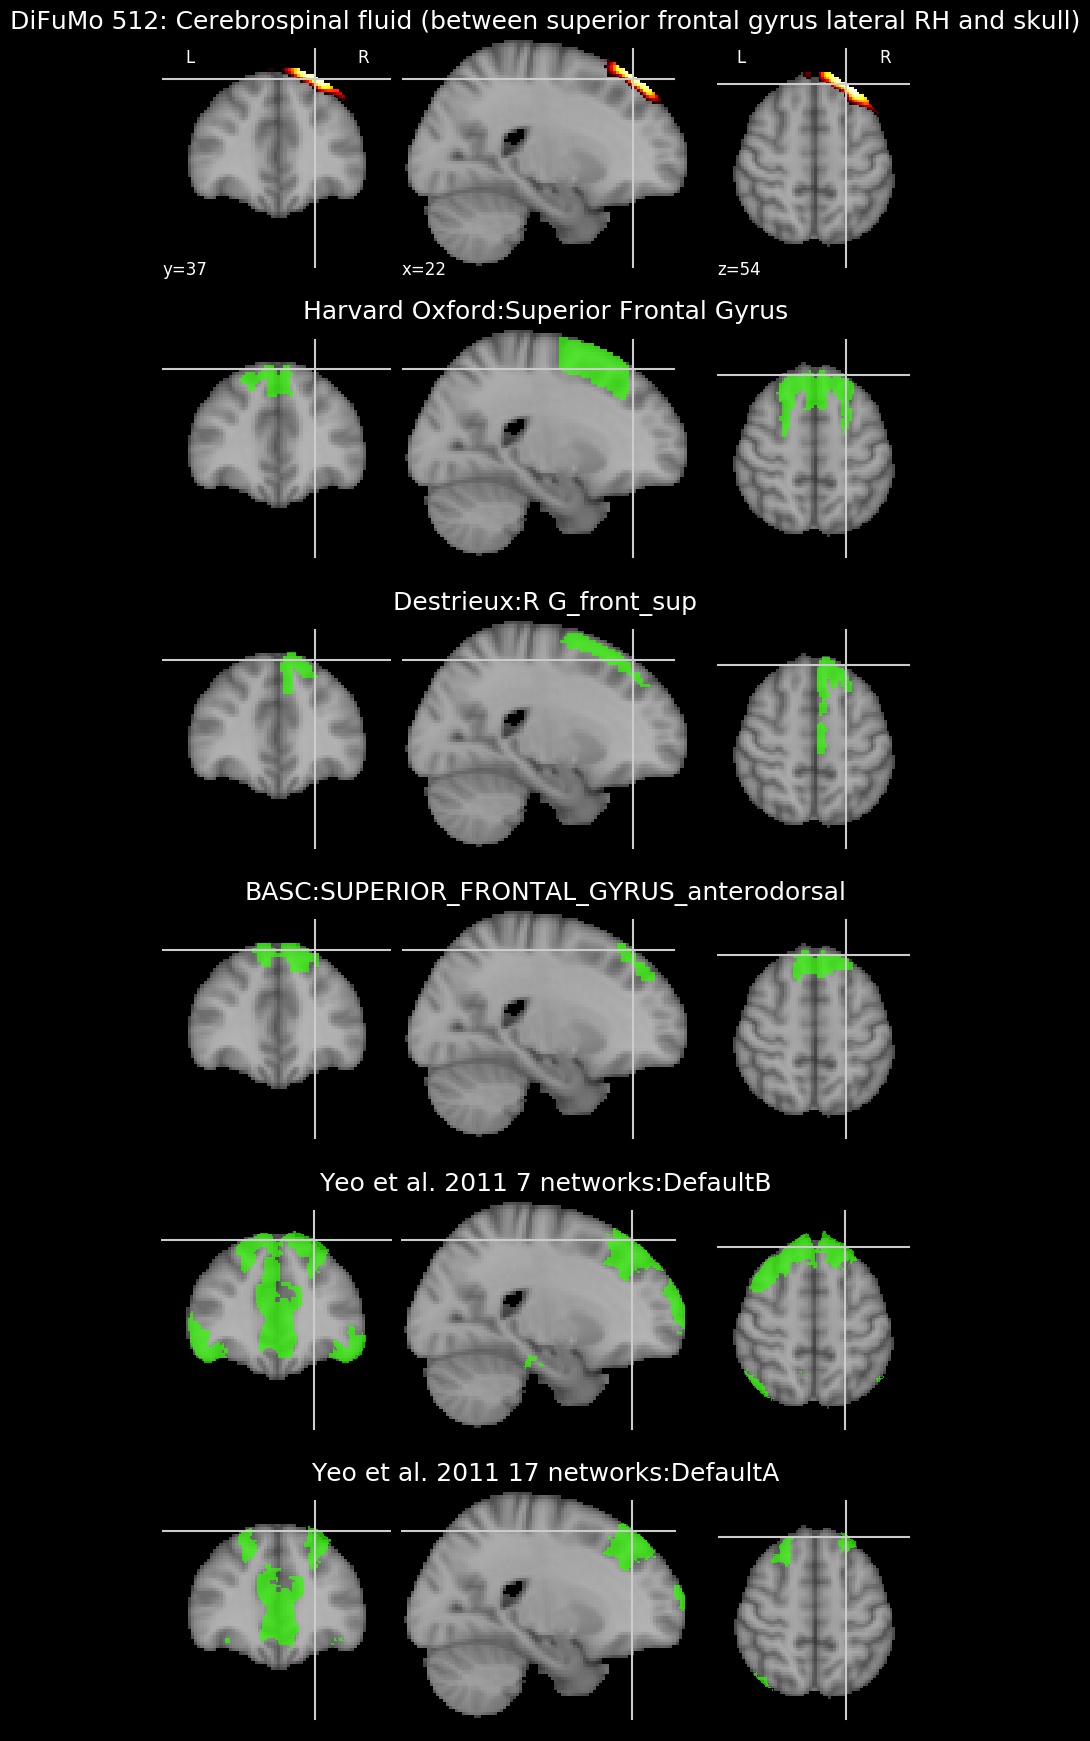 DiFuMo 512: Cerebrospinal fluid (between superior frontal gyrus lateral RH and skull)
L R L R
y=37 x=22 z=54
Harvard Oxford:Superior Frontal Gyrus
Destrieux:R G_front_sup
BASC:SUPERIOR_FRONTAL_GYRUS_anterodorsal
Yeo et al. 2011 7 networks:DefaultB
Yeo et al. 2011 17 networks:DefaultA